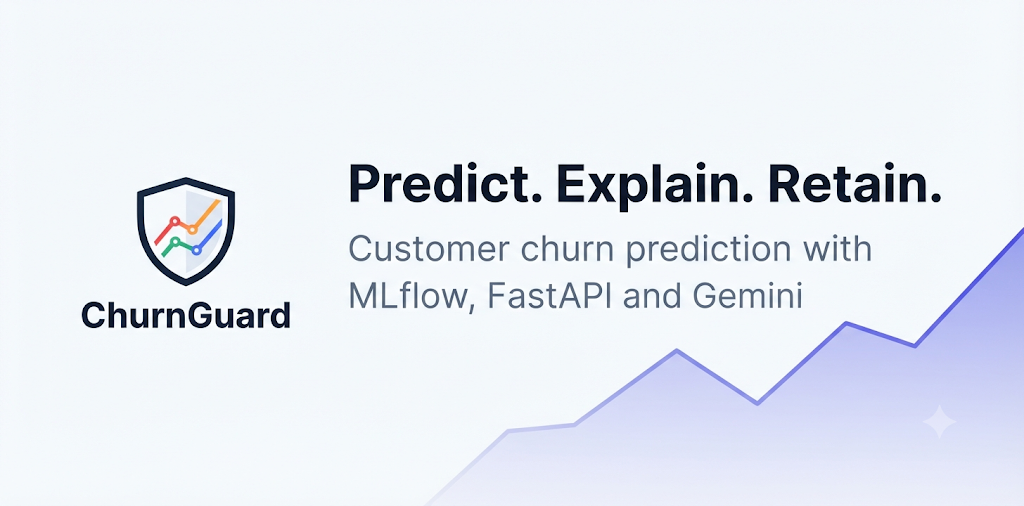 ChurnGuard
Predict. Explain. Retain.
Customer churn prediction with
MLflow, FastAPI and Gemini